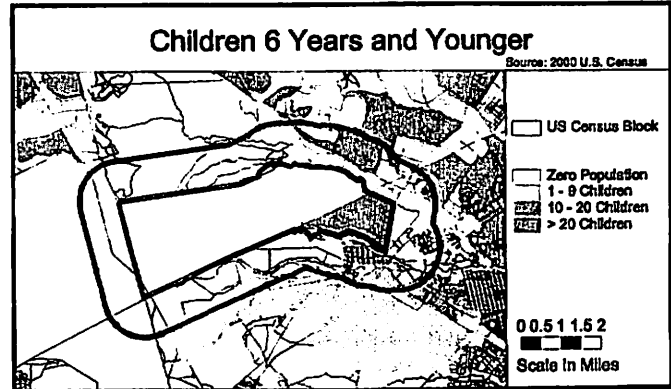 Children 6 Years and Younger
Source: 2000 U.S. Census
US Census Block
Zero Population
1 - 9 Children
10 - 20 Children
> 20 Children
0 0.5 1 1.5 2
Scale in Miles